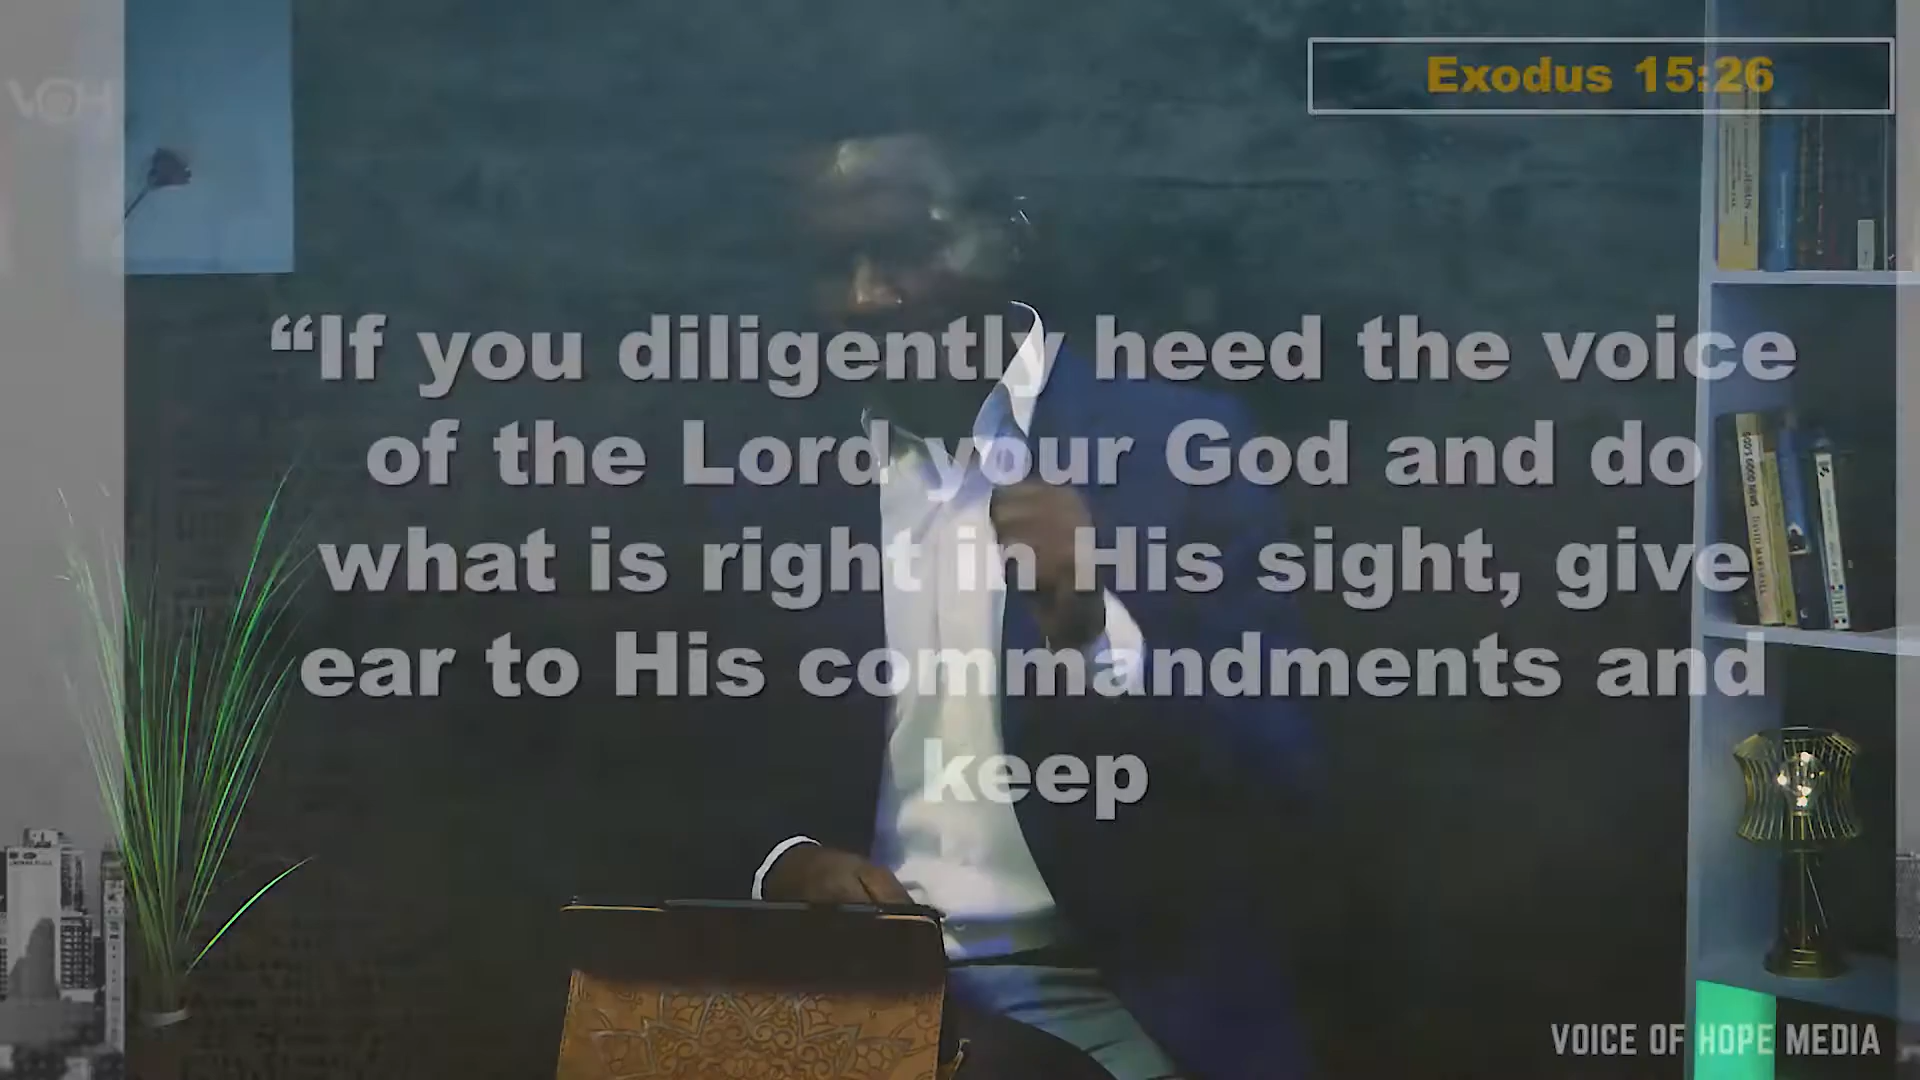 VOH
Exodus 15:26
“If you diligently heed the voice
of the Lord your God and do
what is right in His sight, give
ear to His commandments and
keep
VOICE OF HOPE MEDIA